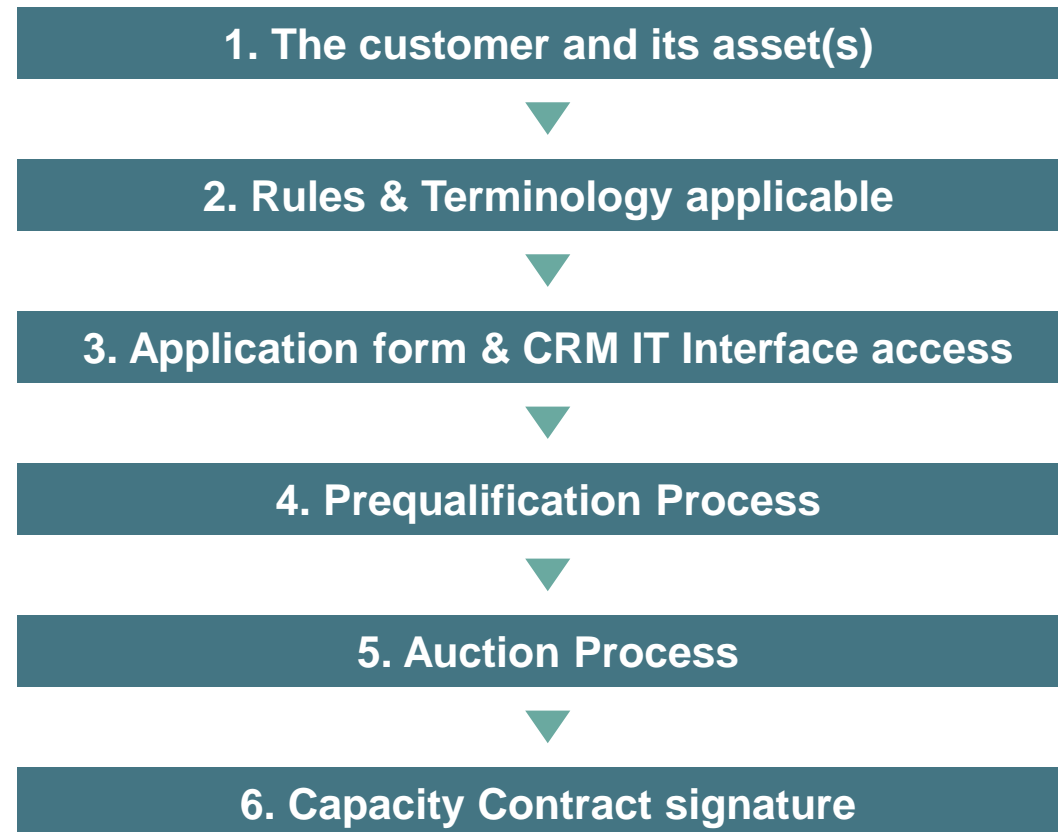 1. The customer and its asset(s)
2. Rules & Terminology applicable
3. Application form & CRM IT Interface access
4. Prequalification Process
5. Auction Process
6. Capacity Contract signature